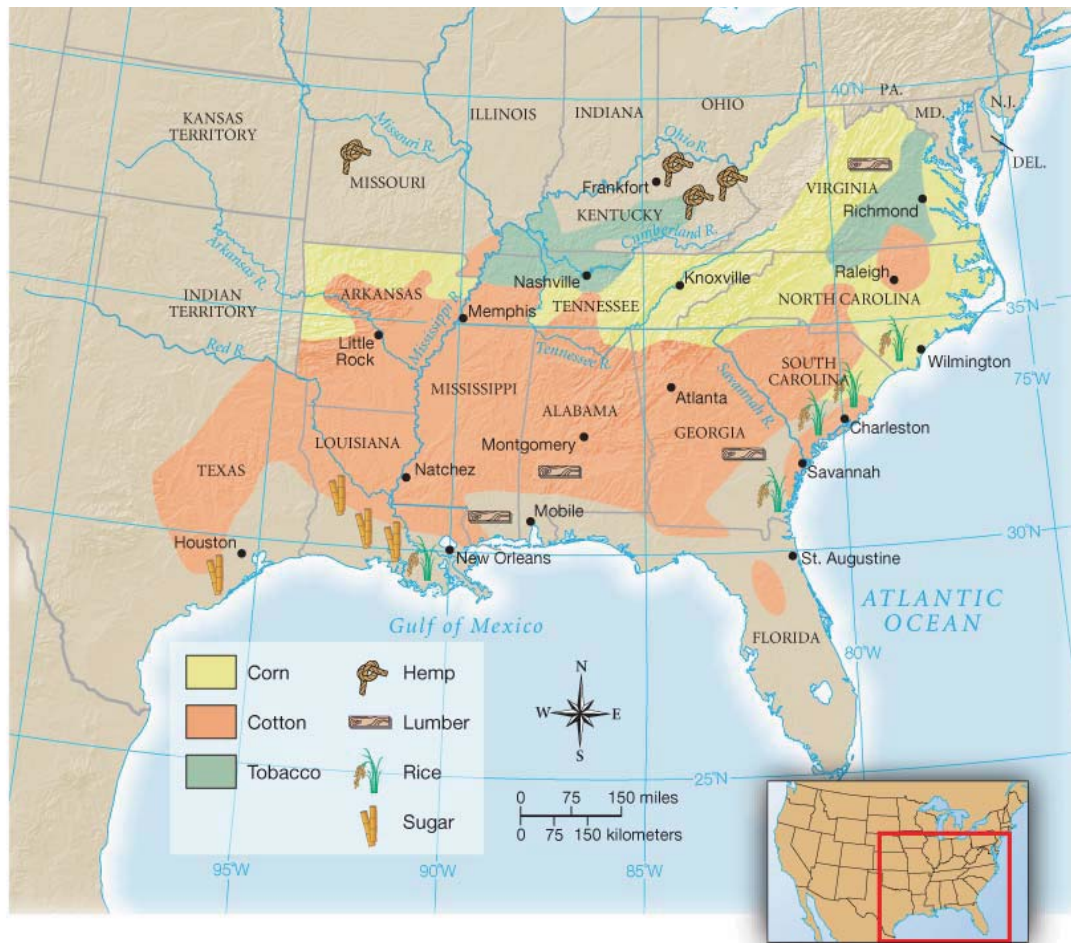 40°N
PA.
N.J.
MD.
DEL.
OHIO
INDIANA
ILLINOIS
KANSAS
TERRITORY
Missouri R.
MISSOURI
Ohio R.
Frankfort
KENTUCKY
VIRGINIA
Richmond
Cumberland R.
Arkansas R.
INDIAN
TERRITORY
ARKANSAS
Nashville
TENNESSEE
Knoxville
Raleigh
NORTH CAROLINA
35°N
Memphis
Mississippi R.
Little
Rock
Red R.
Tennessee R.
SOUTH
CAROLINA
Wilmington
75°W
MISSISSIPPI
ALABAMA
Atlanta
Savannah R.
Charleston
LOUISIANA
Montgomery
GEORGIA
TEXAS
Natchez
Savannah
Mobile
30°N
Houston
New Orleans
St. Augustine
ATLANTIC
OCEAN
Gulf of Mexico
FLORIDA
80°W
Corn
Hemp
Cotton
Lumber
Tobacco
Rice
Sugar
N
W
E
S
25°N
0 75 150 miles
0 75 150 kilometers
95°W
90°W
85°W